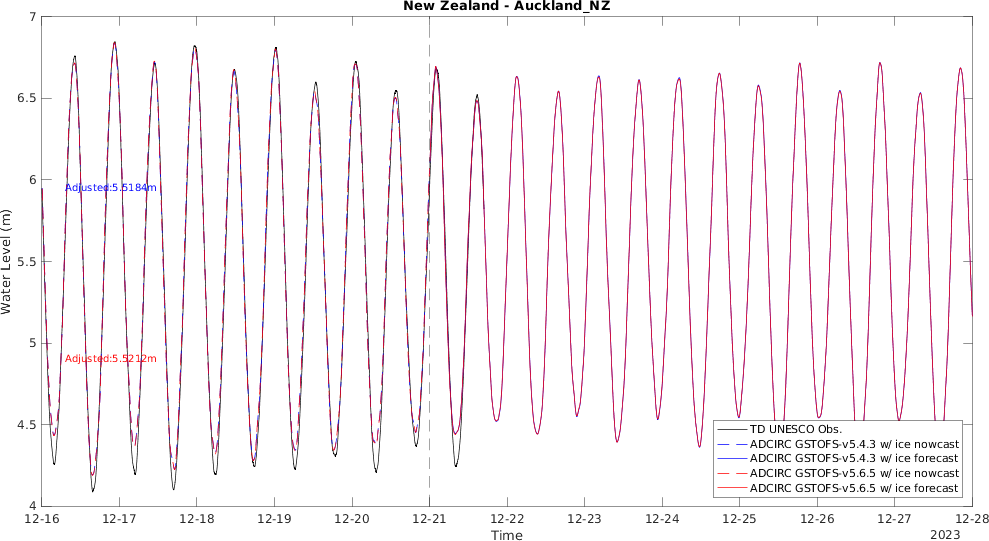 New Zealand - Auckland_NZ
7
6.5
6
5.5
5
4.5
4
Water Level (m)
Adjusted:5.5184m
Adjusted:5.5212m
TD UNESCO Obs.
ADCIRC GSTOFS-v5.4.3 w/ ice nowcast
ADCIRC GSTOFS-v5.4.3 w/ ice forecast
ADCIRC GSTOFS-v5.6.5 w/ ice nowcast
ADCIRC GSTOFS-v5.6.5 w/ ice forecast
12-16 12-17 12-18 12-19 12-20 12-21 12-22 12-23 12-24 12-25 12-26 12-27 12-28
Time
2023